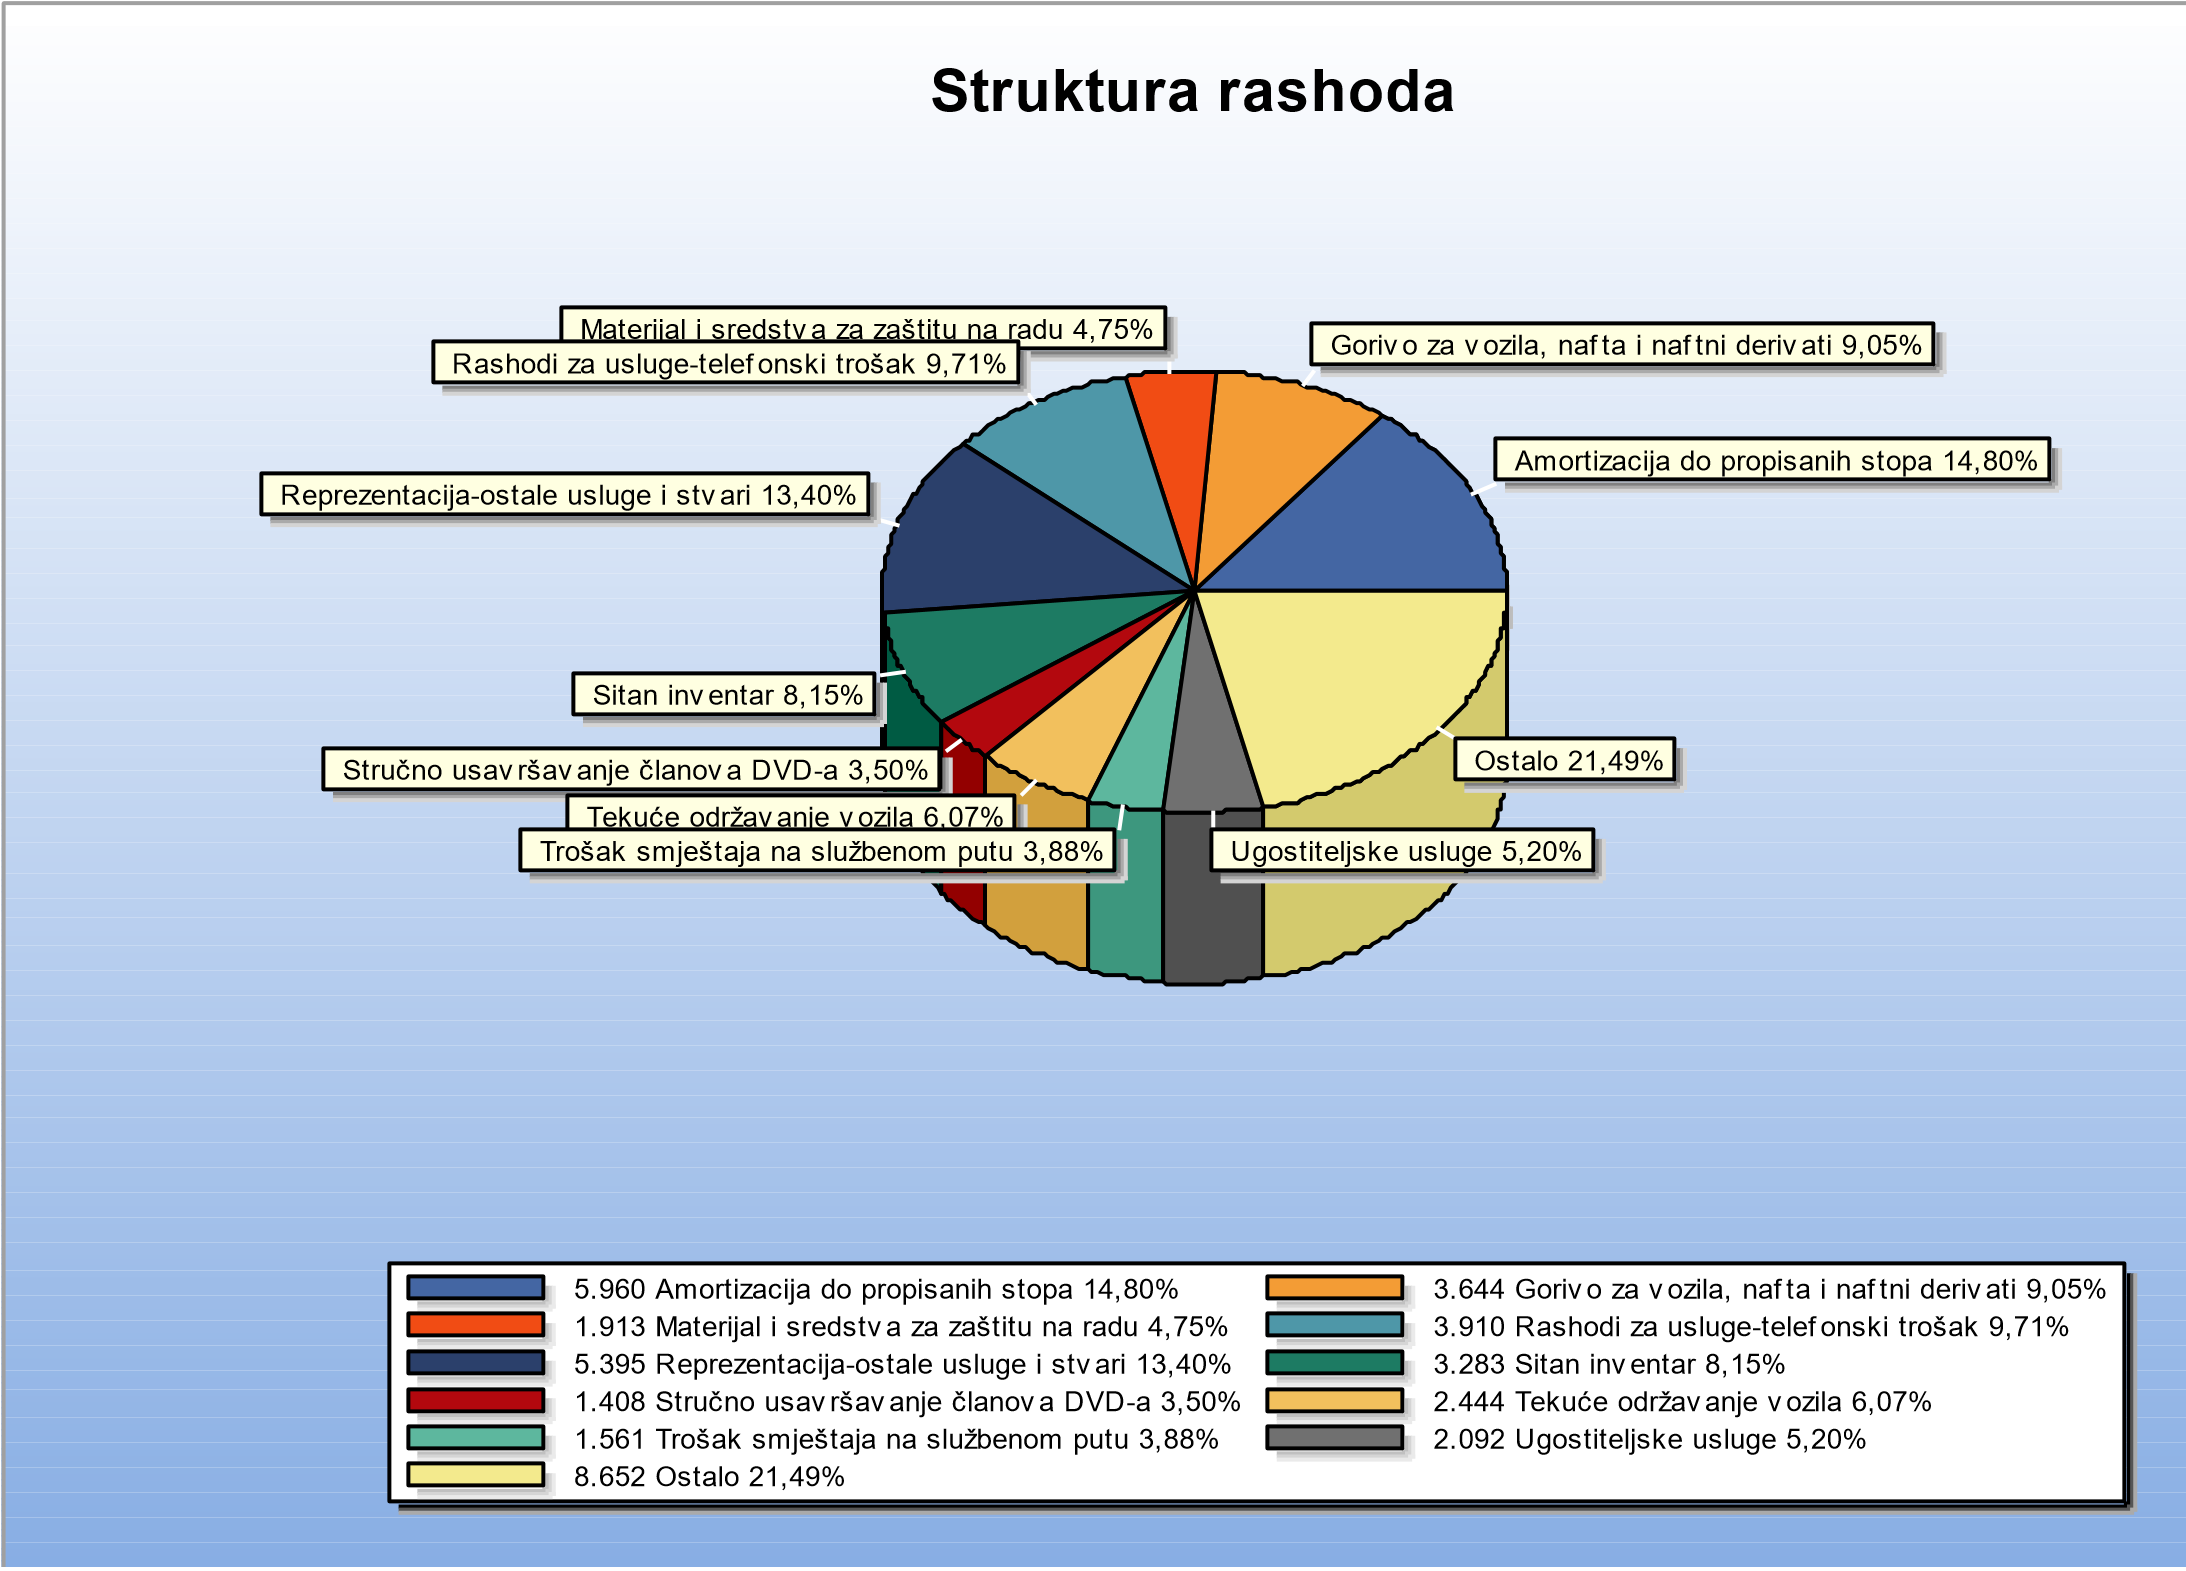 Struktura rashoda
Materijal i sredstva za zaštitu na radu 4,75%
Gorivo za vozila, nafta i naftni derivati 9,05%
Rashodi za usluge-telefonski trošak 9,71%
Amortizacija do propisanih stopa 14,80%
Reprezentacija-ostale usluge i stvari 13,40%
Sitan inventar 8,15%
Ostalo 21,49%
Stručno usavršavanje članova DVD-a 3,50%
Tekuće održavanje vozila 6,07%
Trošak smještaja na službenom putu 3,88%
Ugostiteljske usluge 5,20%
5.960 Amortizacija do propisanih stopa 14,80%
3.644 Gorivo za vozila, nafta i naftni derivati 9,05%
1.913 Materijal i sredstva za zaštitu na radu 4,75%
3.910 Rashodi za usluge-telefonski trošak 9,71%
5.395 Reprezentacija-ostale usluge i stvari 13,40%
3.283 Sitan inventar 8,15%
1.408 Stručno usavršavanje članova DVD-a 3,50%
2.444 Tekuće održavanje vozila 6,07%
1.561 Trošak smještaja na službenom putu 3,88%
2.092 Ugostiteljske usluge 5,20%
8.652 Ostalo 21,49%